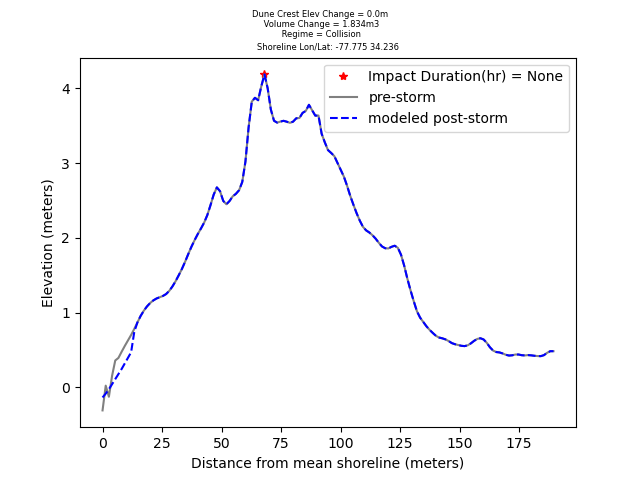 Dune Crest Elev Change = 0.0m
Volume Change = 1.834m3
Regime = Collision
Shoreline Lon/Lat: -77.775 34.236
Impact Duration(hr) = None
pre-storm
modeled post-storm
4
3
2
1
0
Elevation (meters)
0 25 50 75 100 125 150 175
Distance from mean shoreline (meters)